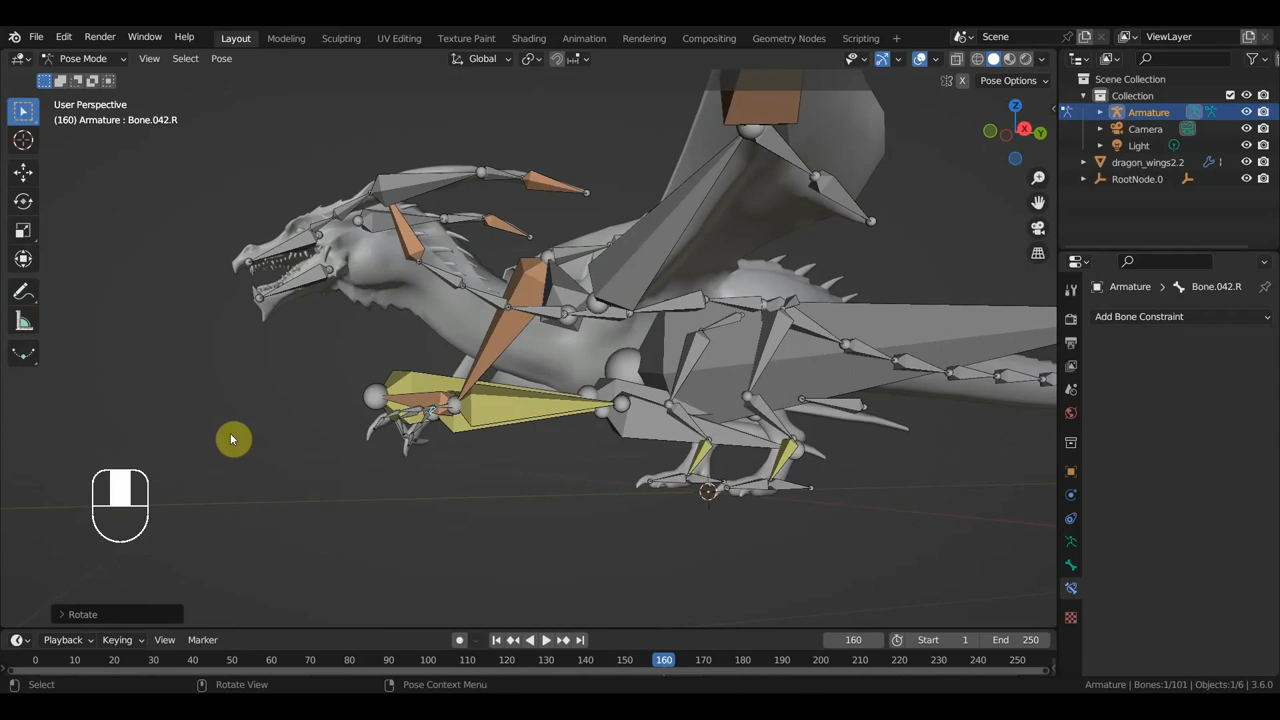 File Edit Render Window Help Layout Modeling Sculpting UV Editing Texture Paint Shading Animation Rendering Compositing Geometry Nodes Scripting + Scene ViewLayer
Pose Mode View Select Pose Global
X Pose Options
Scene Collection
User Perspective
Collection
(160) Armature : Bone.042.R
Armature
Camera
Light
dragon_wings2.2
RootNode.0
Z
X
Y
Armature > Bone.042.R
Add Bone Constraint
> Rotate
Playback Keying View Marker 160 Start 1 End 250
0 10 20 30 40 50 60 70 80 90 100 110 120 130 140 150 160 170 180 190 200 210 220 230 240 250
Select Rotate View Pose Context Menu Armature | Bones:1/101 | Objects:1/6 | 3.6.0